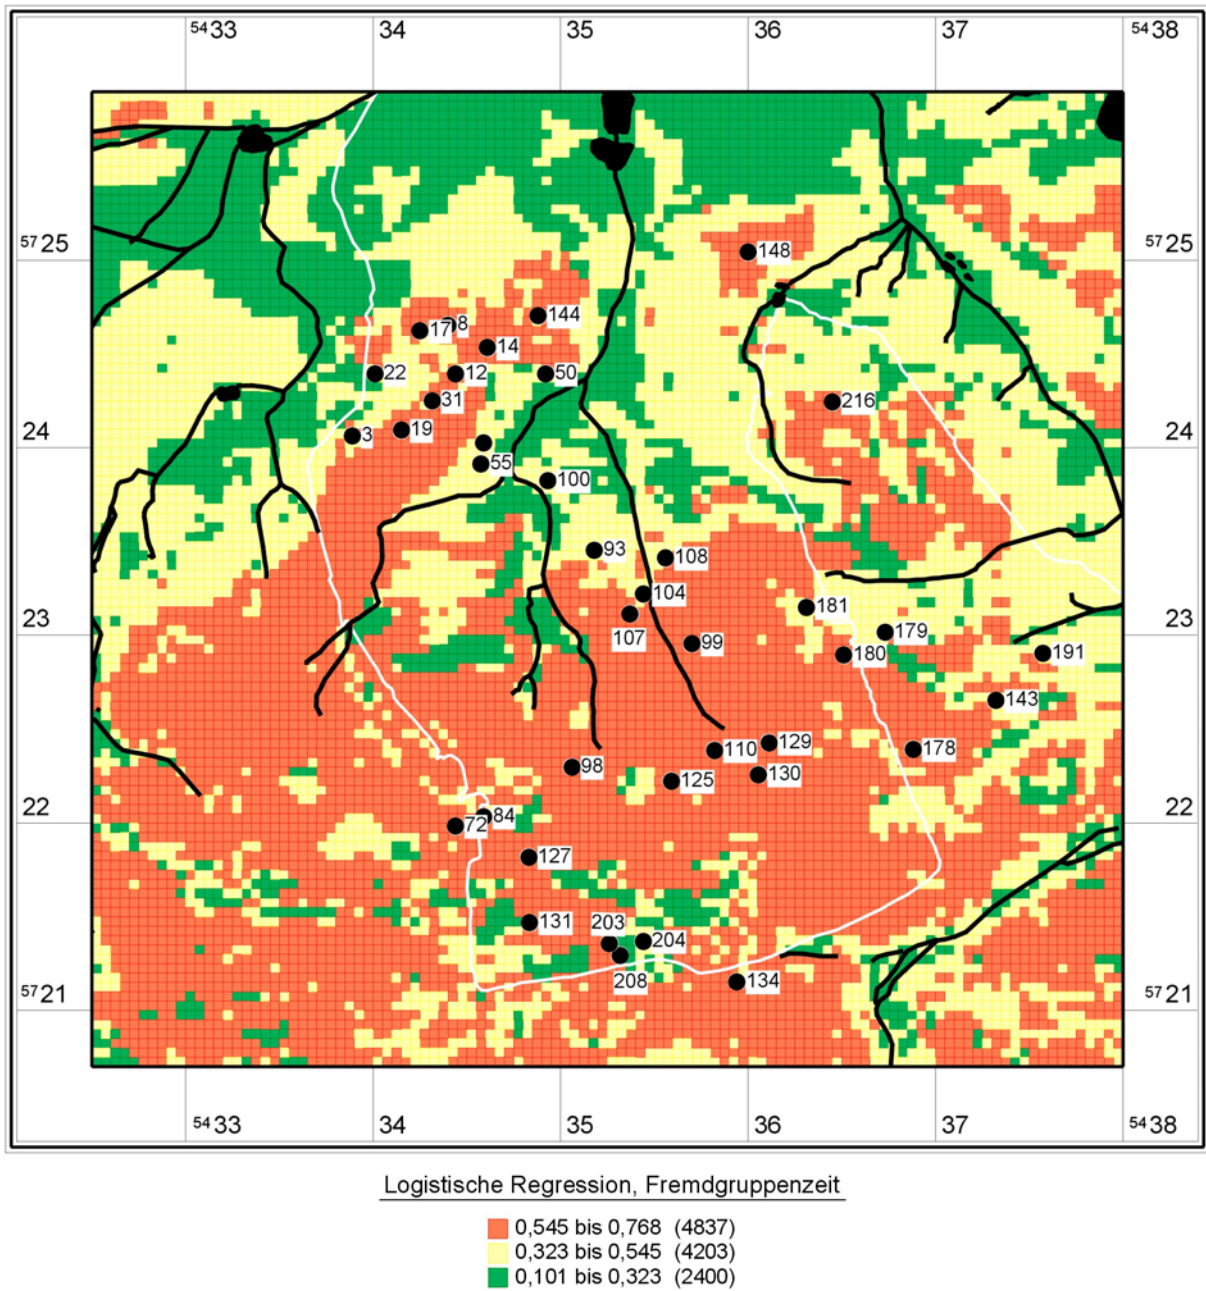 54 33 34 35 36 37 54 38
57 25 57 25
148
144
8
17
14
22 12 50
31 216
24 24
3 19
55
100
93
108
104
181
107 179
23 23
99 180 191
143
110 129 178
98 130
125
84
22 22
72
127
131 203
204
208 134
57 21 57 21
54 33 34 35 36 37 54 38
Logistische Regression, Fremdgruppenzeit
0,545 bis 0,768 (4837)
0,323 bis 0,545 (4203)
0,101 bis 0,323 (2400)